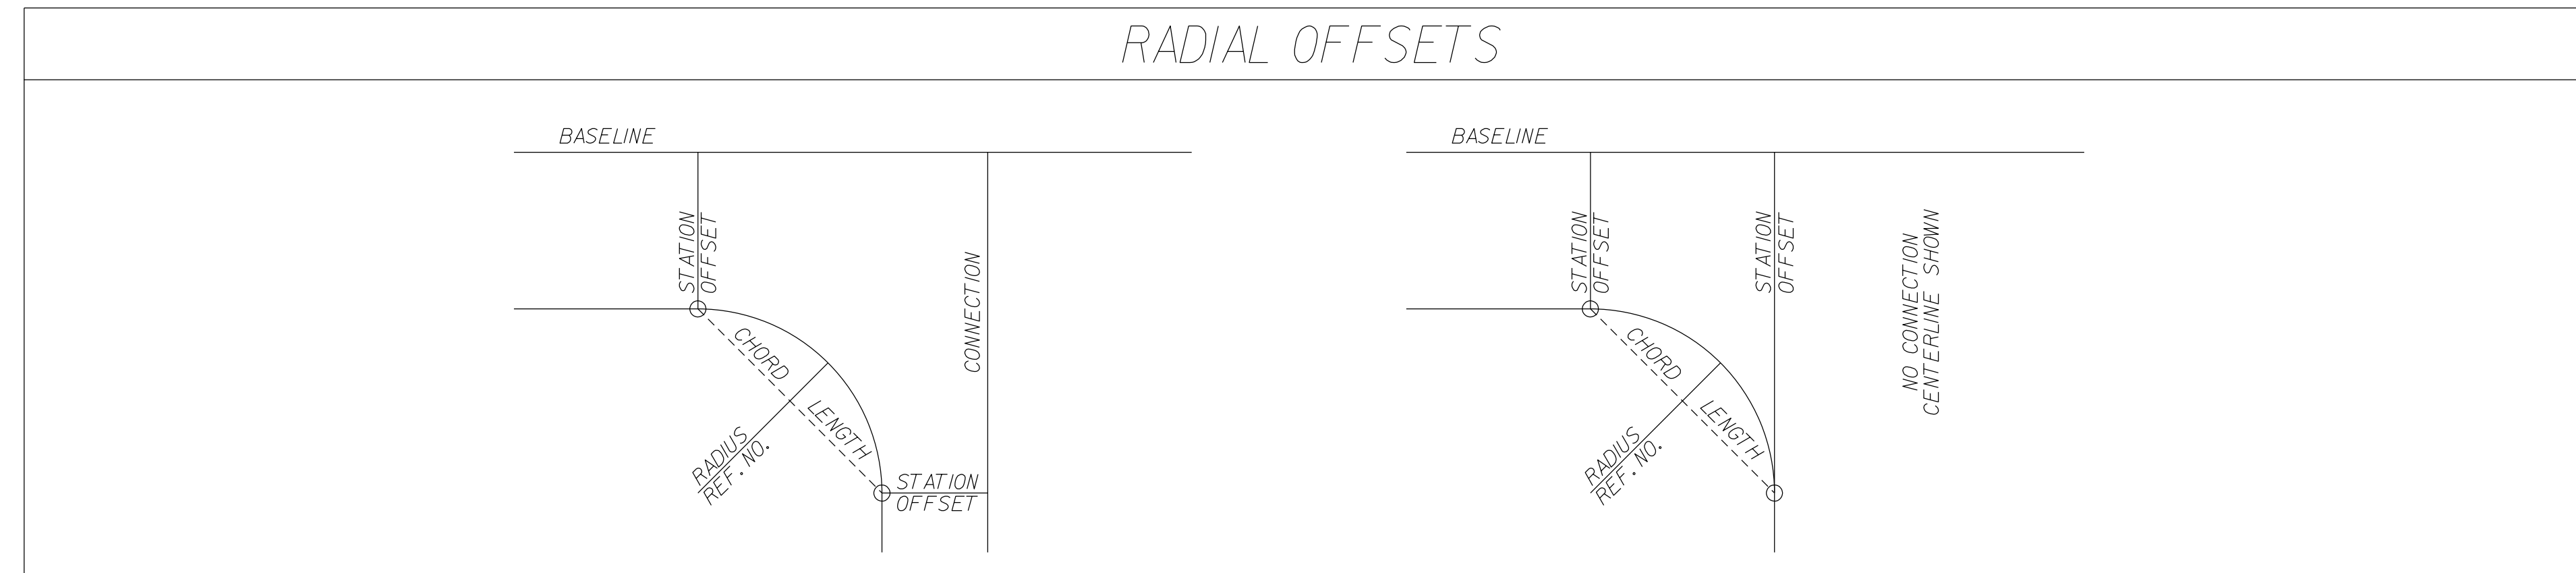 RADIAL OFFSETS
BASELINE
STATION
OFFSET
CONNECTION
CHORD LENGTH
RADIUS
REF. NO.
STATION
OFFSET
BASELINE
STATION
OFFSET
STATION
OFFSET
NO CONNECTION
CENTERLINE SHOWN
CHORD LENGTH
RADIUS
REF. NO.